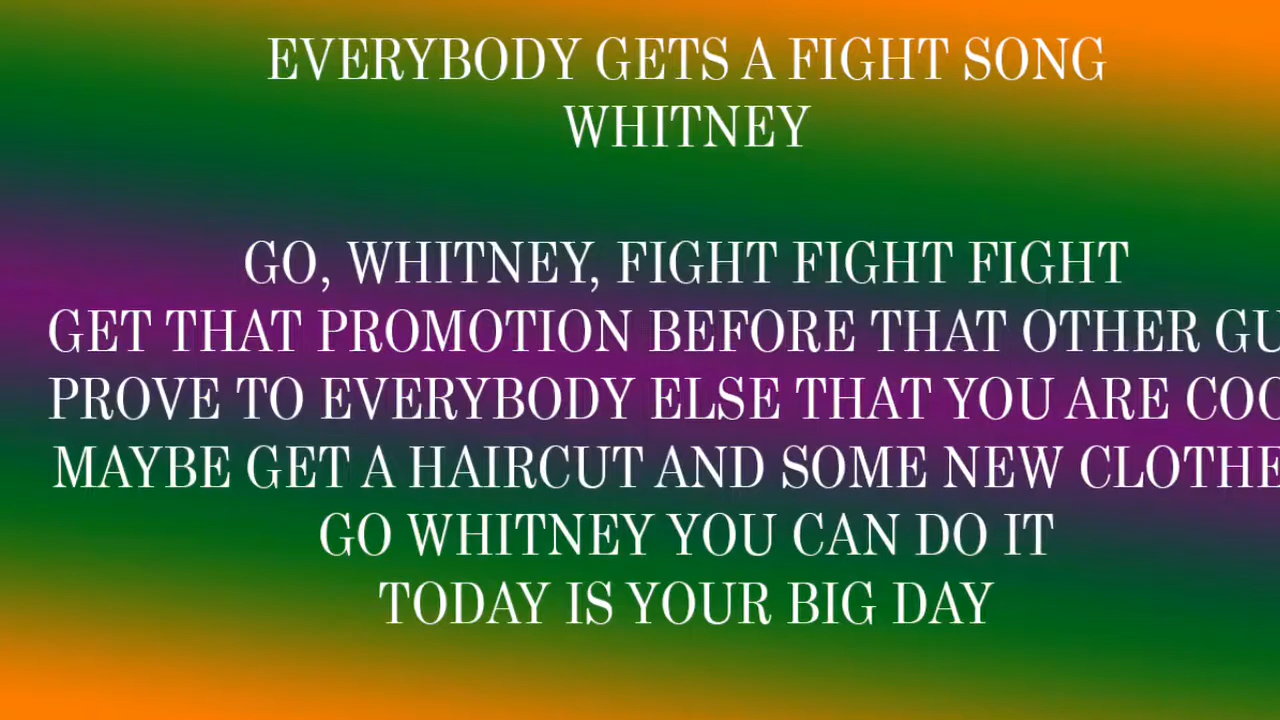 EVERYBODY GETS A FIGHT SONG
WHITNEY
GO, WHITNEY, FIGHT FIGHT FIGHT
GET THAT PROMOTION BEFORE THAT OTHER
PROVE TO EVERYBODY ELSE THAT YOU ARE
MAYBE GET A HAIRCUT AND SOME NEW
GO WHITNEY YOU CAN DO IT
TODAY IS YOUR BIG DAY